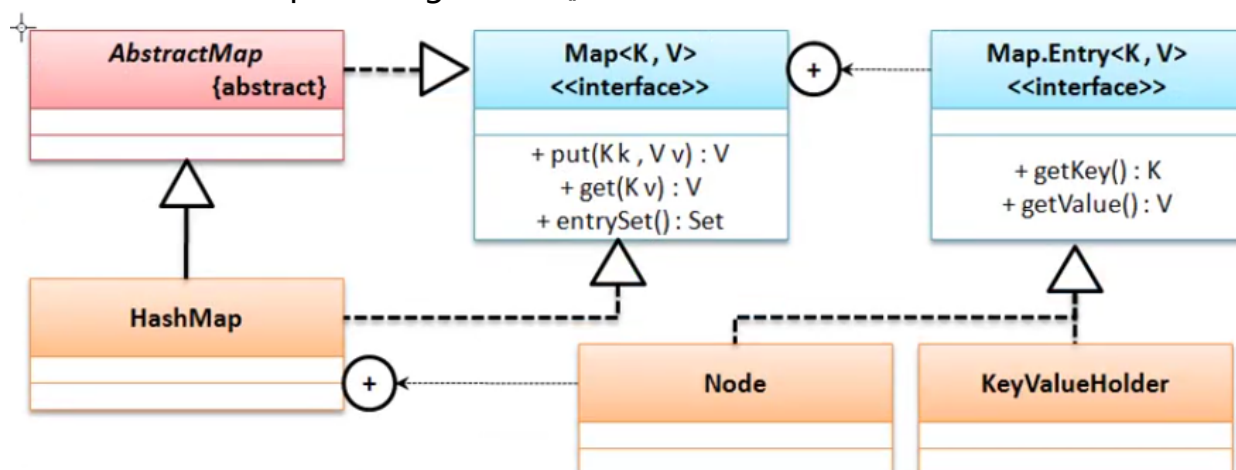 AbstractMap
{abstract}
Map<K, V>
<<interface>>
+ put(K k, V v) : V
+ get(K v) : V
+ entrySet() : Set
+
Map.Entry<K, V>
<<interface>>
+ getKey() : K
+ getValue() : V
HashMap
+
Node
KeyValueHolder